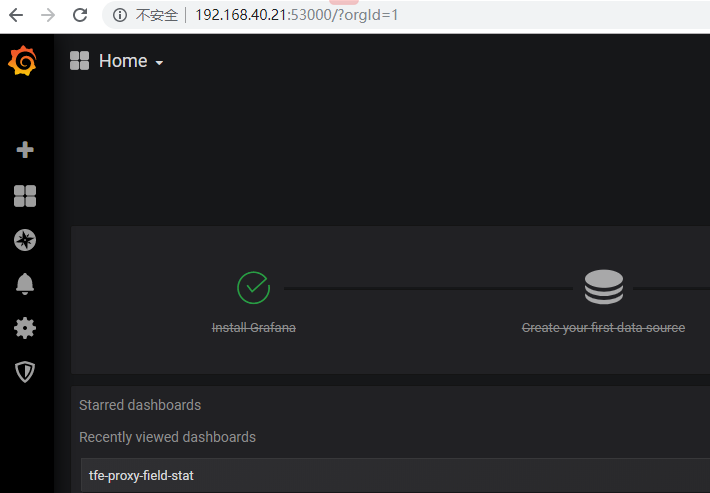 不安全 192.168.40.21:53000/?orgId=1
Home
Install Grafana
Create your first data source
Starred dashboards
Recently viewed dashboards
tfe-proxy-field-stat